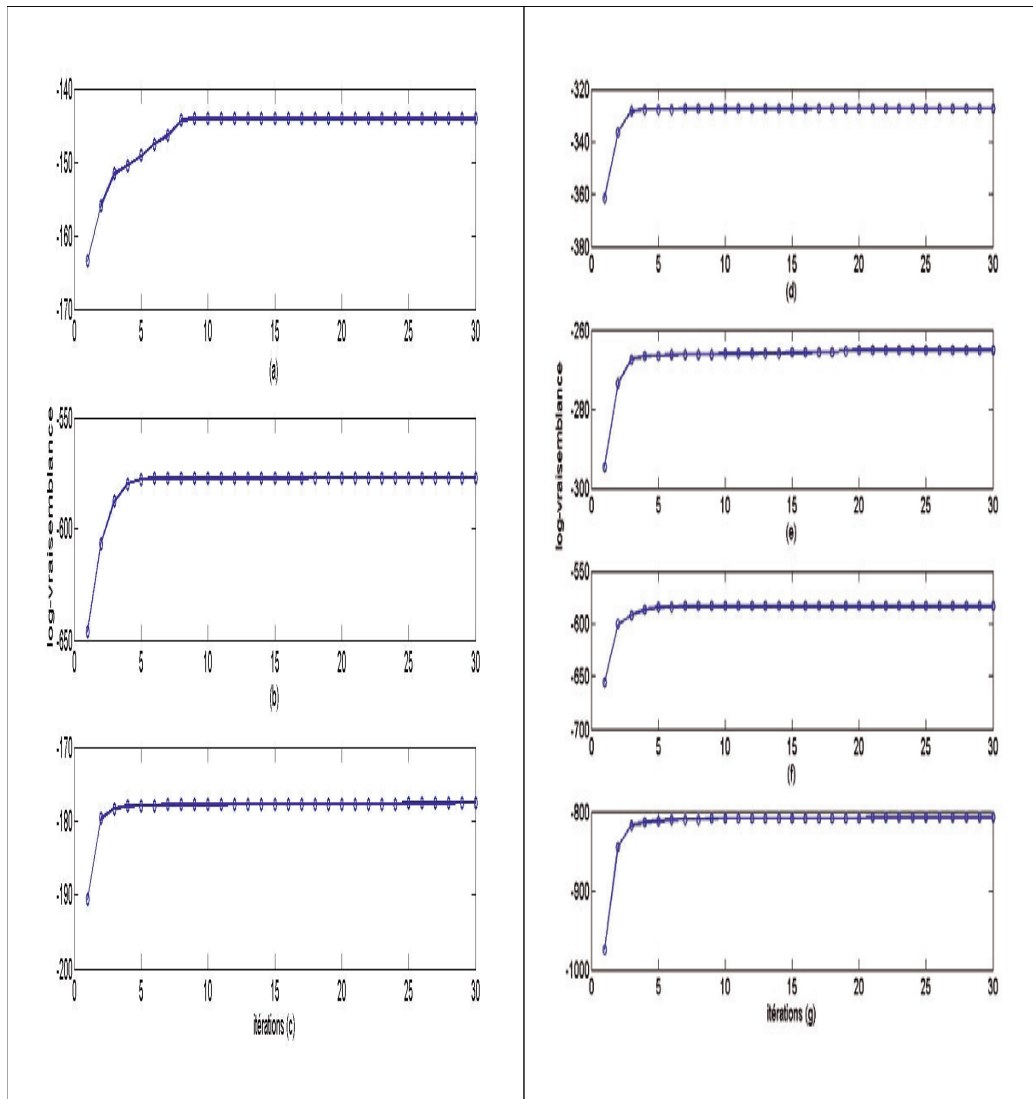 -140
-150
-160
-170
0 5 10 15 20 25 30
(a)
log-vraisemblance
-550
-600
-650
0 5 10 15 20 25 30
(b)
-170
-180
-190
-200
0 5 10 15 20 25 30
itérations (c)
-320
-340
-360
-380
0 5 10 15 20 25 30
(d)
log-vraisemblance
-260
-280
-300
0 5 10 15 20 25 30
(e)
-550
-600
-650
-700
0 5 10 15 20 25 30
(f)
-800
-900
-1000
0 5 10 15 20 25 30
itérations (g)